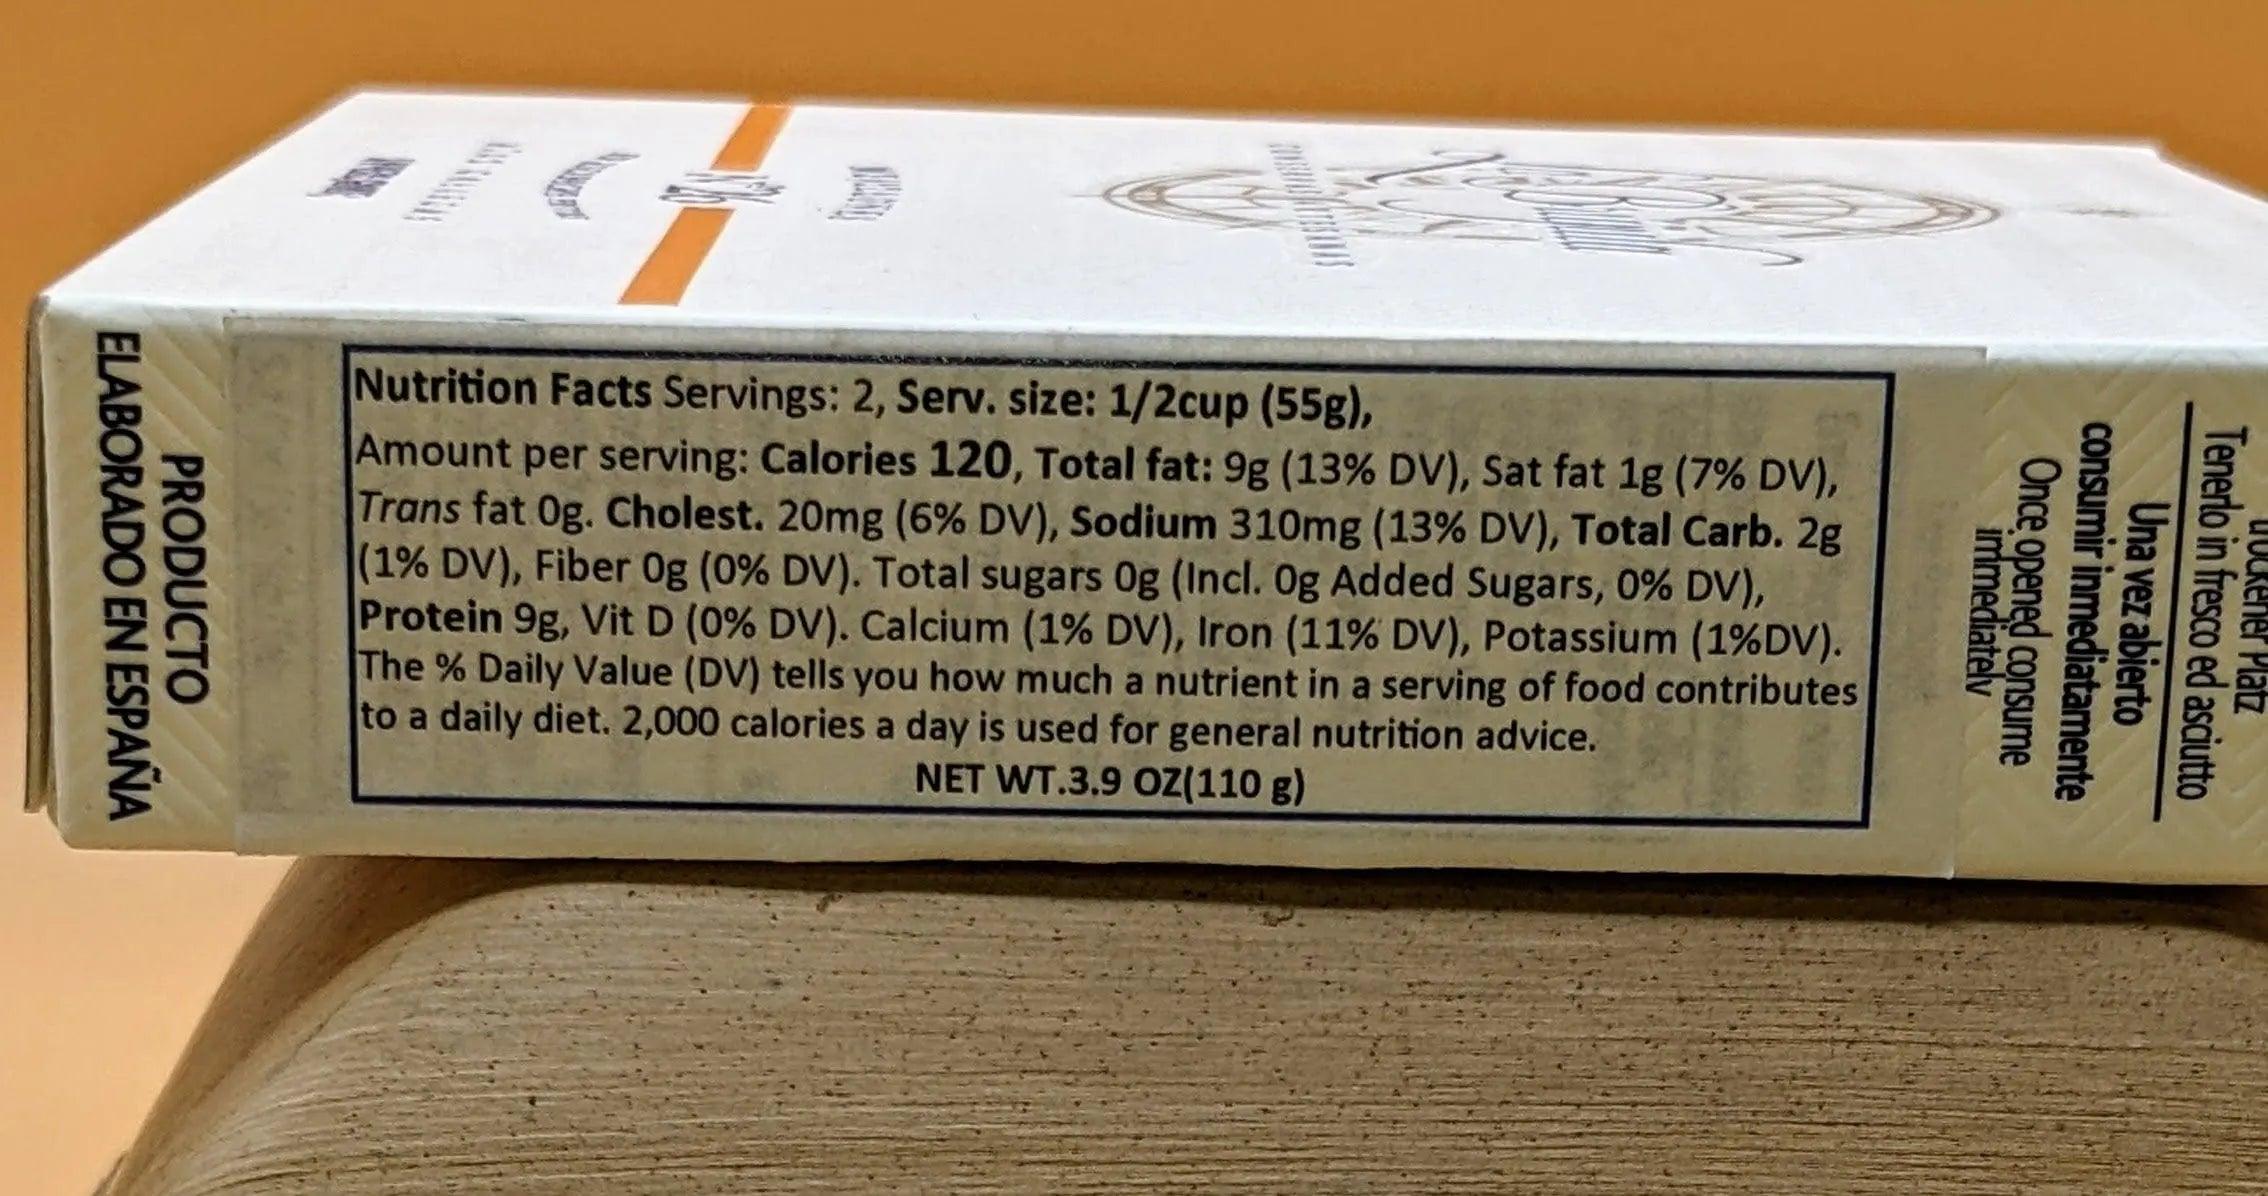 Nº 26
PRODUCTO
ELABORADO EN ESPAÑA
Nutrition Facts Servings: 2, Serv. size: 1/2cup (55g),
Amount per serving: Calories 120, Total fat: 9g (13% DV), Sat fat 1g (7% DV),
Trans fat 0g. Cholest. 20mg (6% DV), Sodium 310mg (13% DV), Total Carb. 2g
(1% DV), Fiber 0g (0% DV). Total sugars 0g (Incl. 0g Added Sugars, 0% DV),
Protein 9g, Vit D (0% DV). Calcium (1% DV), Iron (11% DV), Potassium (1%DV).
The % Daily Value (DV) tells you how much a nutrient in a serving of food contributes
to a daily diet. 2,000 calories a day is used for general nutrition advice.
NET WT.3.9 OZ(110 g)
Tenerlo in fresco ed asciutto
Una vez abierto
consumir inmediatamente
Once opened consume
immediately